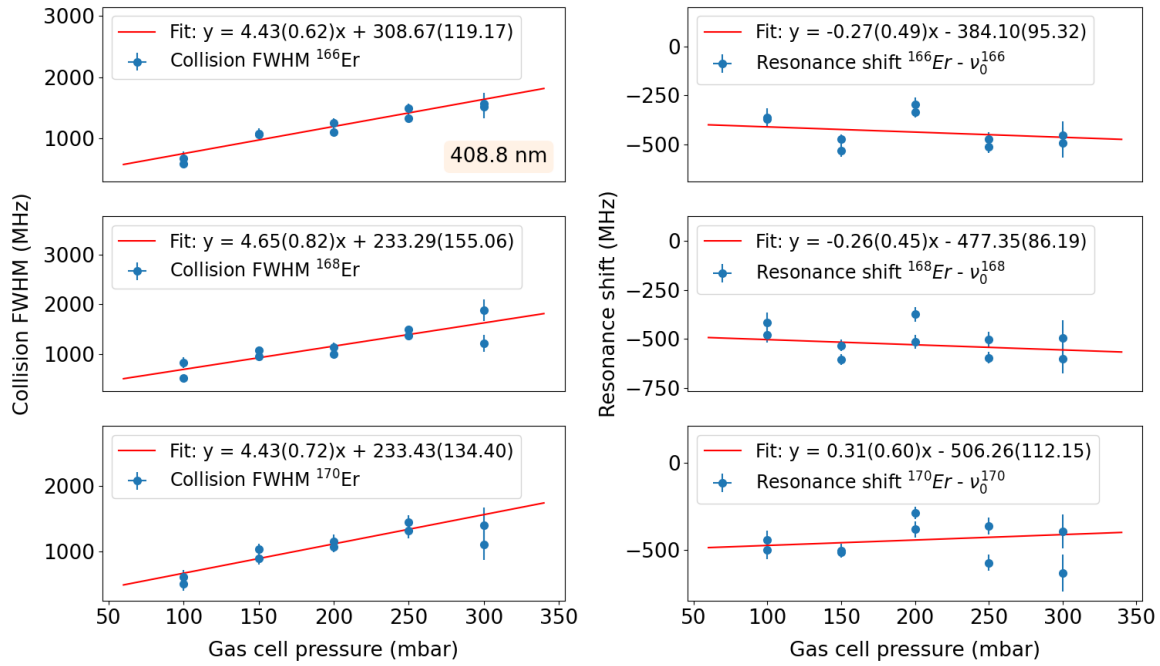 Collision FWHM (MHz)
3000
2000
1000
Fit: y = 4.43(0.62)x + 308.67(119.17)
Collision FWHM ¹⁶⁶Er
408.8 nm
3000
2000
1000
Fit: y = 4.65(0.82)x + 233.29(155.06)
Collision FWHM ¹⁶⁸Er
2000
1000
Fit: y = 4.43(0.72)x + 233.43(134.40)
Collision FWHM ¹⁷⁰Er
50 100 150 200 250 300 350
Gas cell pressure (mbar)
Resonance shift (MHz)
0
−250
−500
Fit: y = -0.27(0.49)x - 384.10(95.32)
Resonance shift ¹⁶⁶Er - ν₀¹⁶⁶
0
−250
−500
−750
Fit: y = -0.26(0.45)x - 477.35(86.19)
Resonance shift ¹⁶⁸Er - ν₀¹⁶⁸
0
−500
Fit: y = 0.31(0.60)x - 506.26(112.15)
Resonance shift ¹⁷⁰Er - ν₀¹⁷⁰
50 100 150 200 250 300 350
Gas cell pressure (mbar)